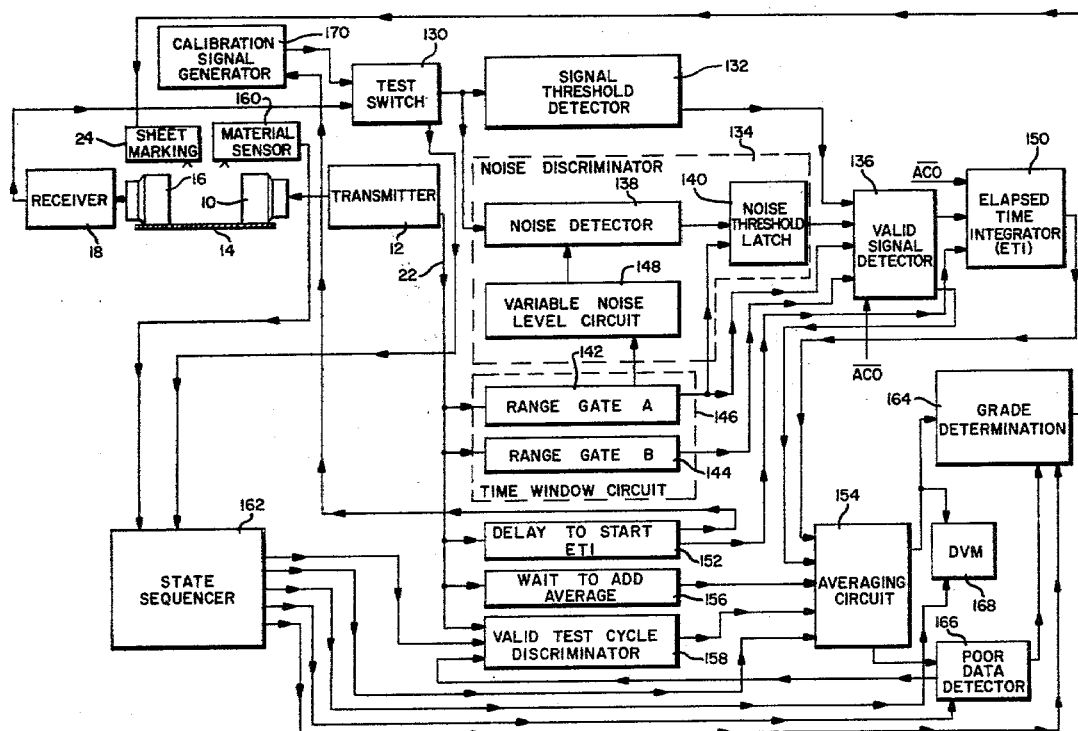 CALIBRATION
SIGNAL
GENERATOR
170
130
TEST
SWITCH
SIGNAL
THRESHOLD
DETECTOR
132
160
24
SHEET
MARKING
MATERIAL
SENSOR
134
NOISE DISCRIMINATOR
136
150
RECEIVER
18
16
10
14
TRANSMITTER
12
22
138
NOISE DETECTOR
140
NOISE
THRESHOLD
LATCH
VALID
SIGNAL
DETECTOR
ACO
ELAPSED
TIME
INTEGRATOR
(ETI)
148
VARIABLE NOISE
LEVEL CIRCUIT
ACO
142
RANGE GATE A
146
RANGE GATE B
144
TIME WINDOW CIRCUIT
164
GRADE
DETERMINATION
162
STATE
SEQUENCER
DELAY TO START
ETI
152
WAIT TO ADD
AVERAGE
156
VALID TEST CYCLE
DISCRIMINATOR
158
154
AVERAGING
CIRCUIT
DVM
168
166
POOR
DATA
DETECTOR